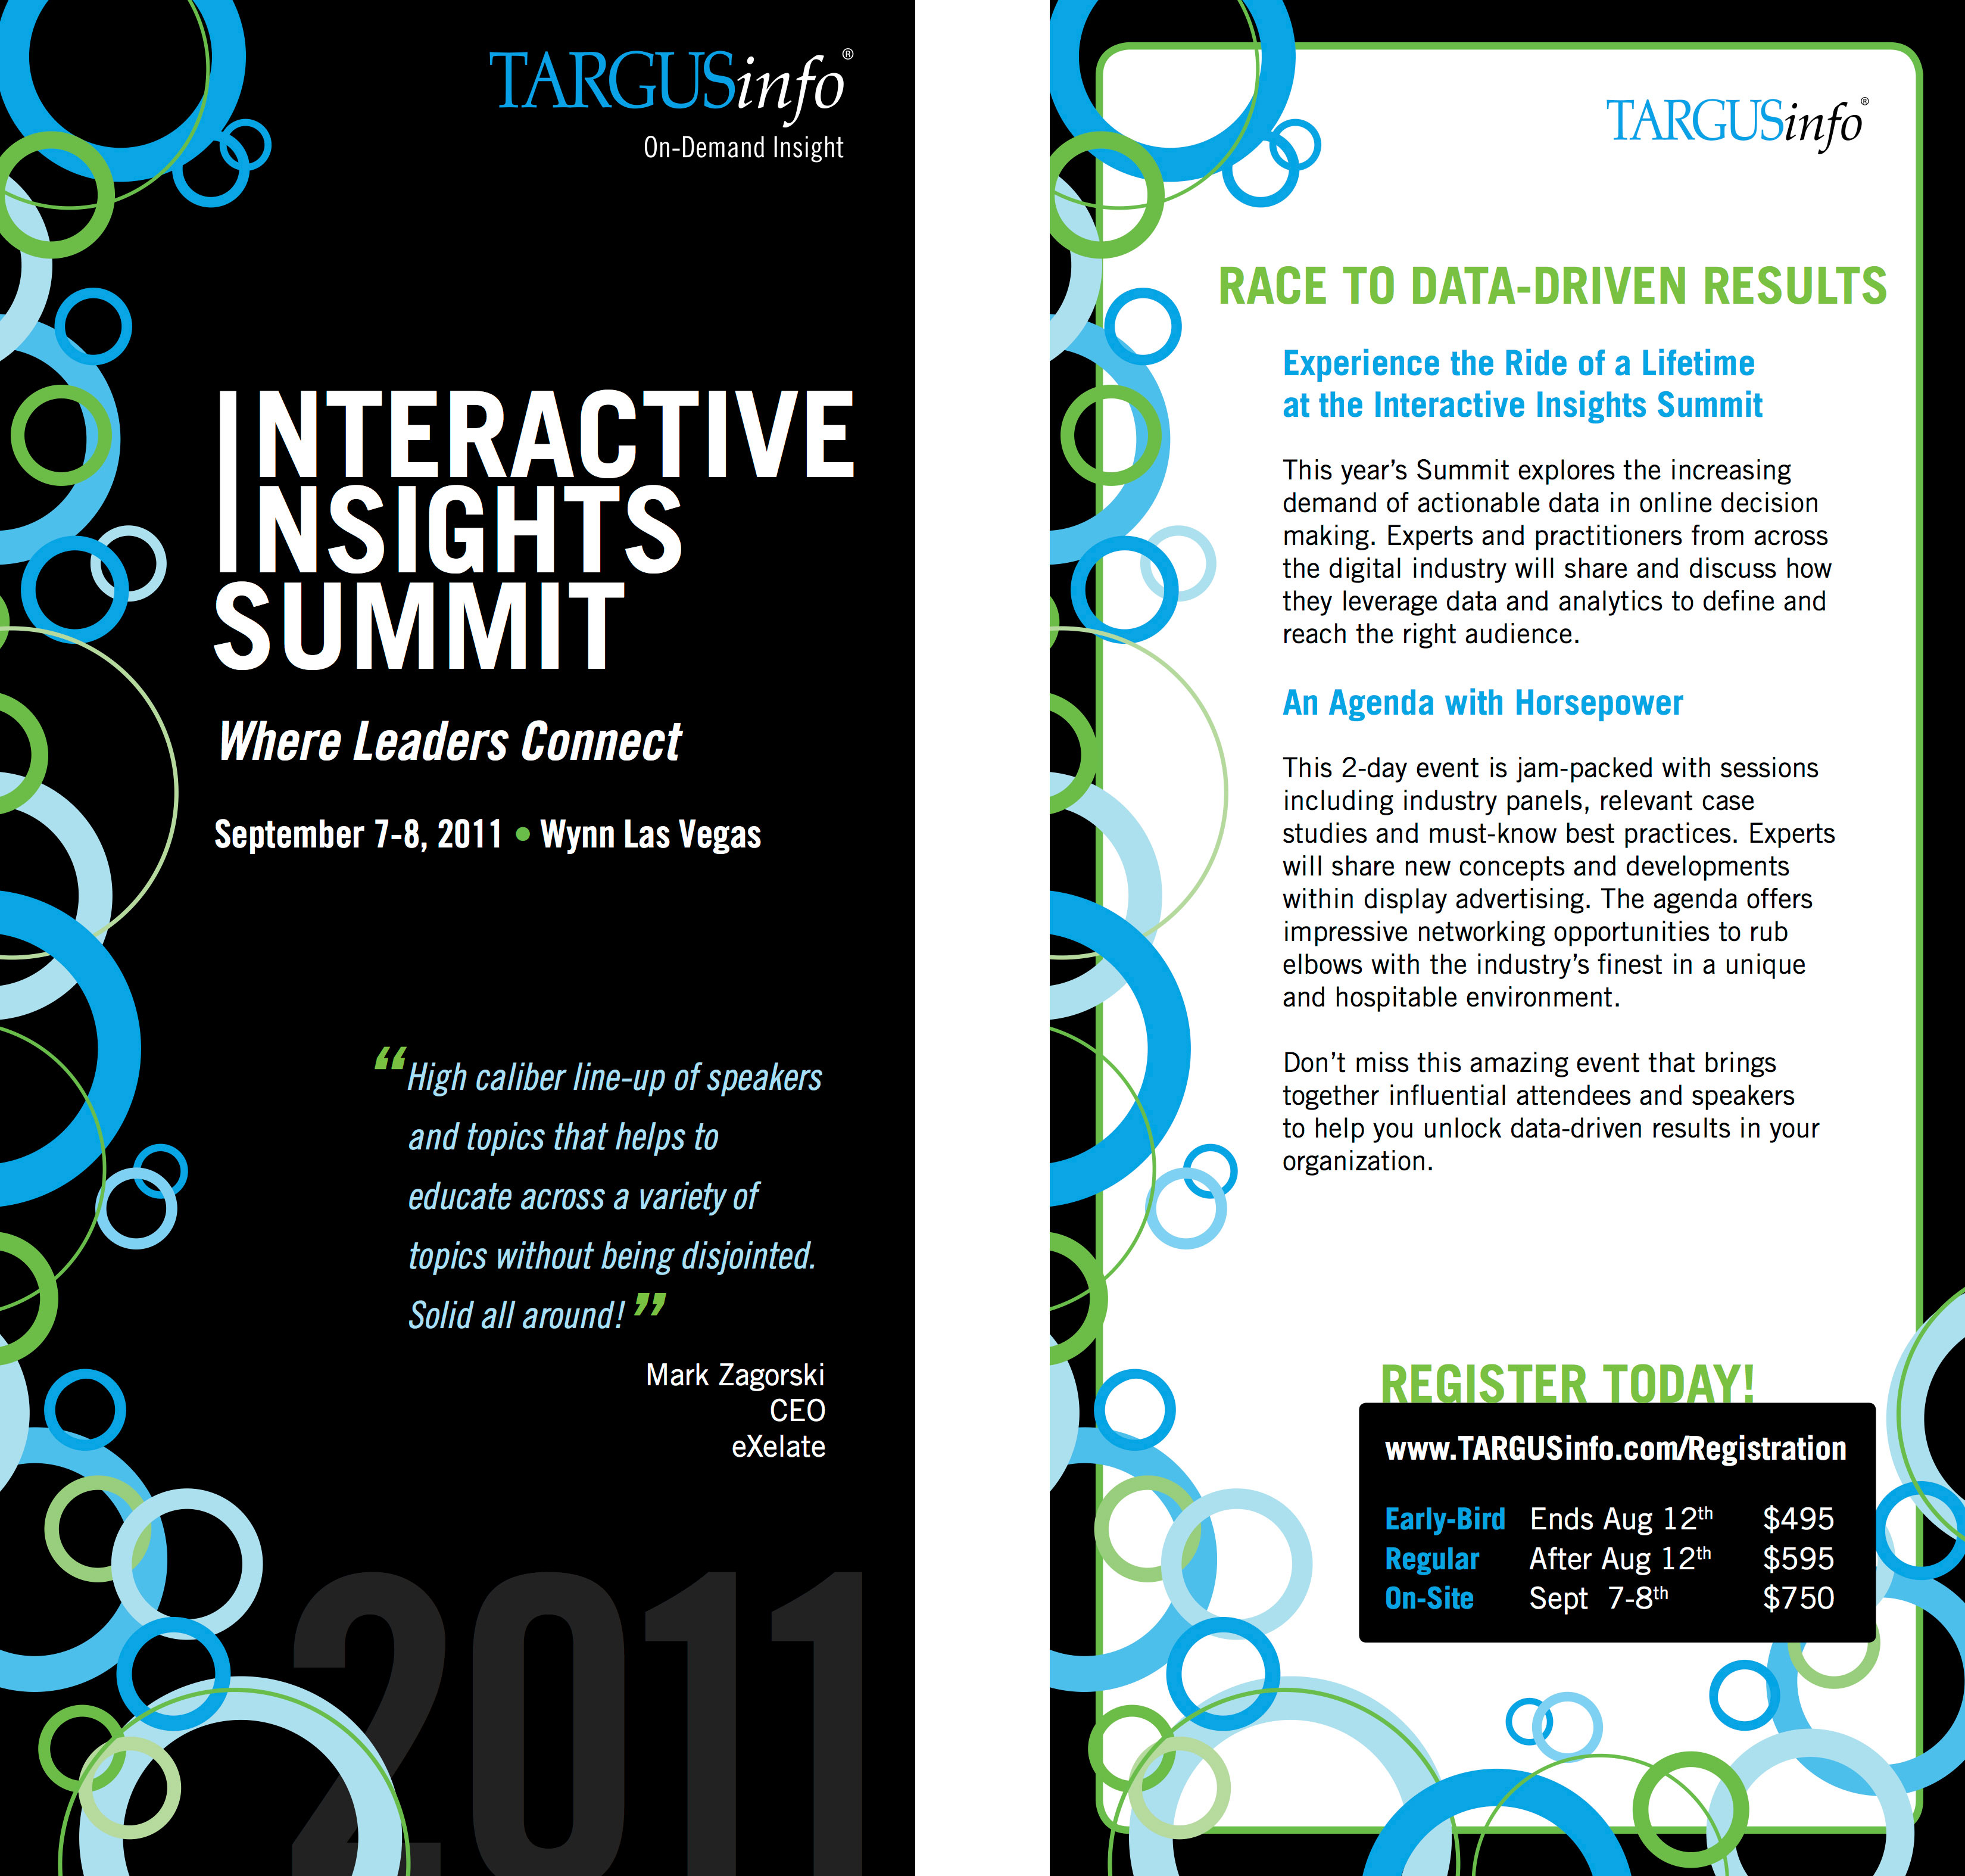 TARGUSinfo®
On-Demand Insight
INTERACTIVE
INSIGHTS
SUMMIT
Where Leaders Connect
September 7-8, 2011 • Wynn Las Vegas
“High caliber line-up of speakers
and topics that helps to
educate across a variety of
topics without being disjointed.
Solid all around!”
Mark Zagorski
CEO
eXelate
2011
TARGUSinfo®
RACE TO DATA-DRIVEN RESULTS
Experience the Ride of a Lifetime
at the Interactive Insights Summit
This year’s Summit explores the increasing
demand of actionable data in online decision
making. Experts and practitioners from across
the digital industry will share and discuss how
they leverage data and analytics to define and
reach the right audience.
An Agenda with Horsepower
This 2-day event is jam-packed with sessions
including industry panels, relevant case
studies and must-know best practices. Experts
will share new concepts and developments
within display advertising. The agenda offers
impressive networking opportunities to rub
elbows with the industry’s finest in a unique
and hospitable environment.
Don’t miss this amazing event that brings
together influential attendees and speakers
to help you unlock data-driven results in your
organization.
REGISTER TODAY!
www.TARGUSinfo.com/Registration
Early-Bird Ends Aug 12th $495
Regular After Aug 12th $595
On-Site Sept 7-8th $750